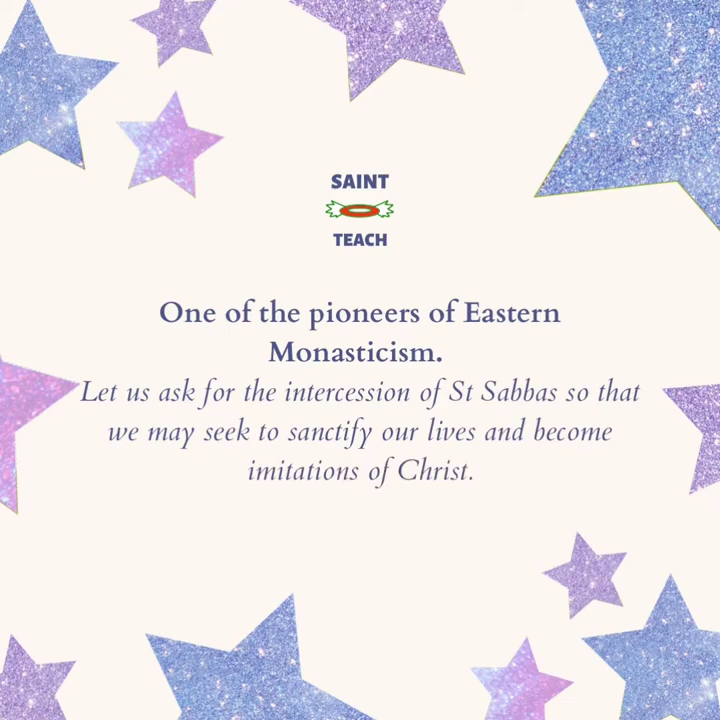 SAINT
TEACH
One of the pioneers of Eastern
Monasticism.
Let us ask for the intercession of St Sabbas so that
we may seek to sanctify our lives and become
imitations of Christ.